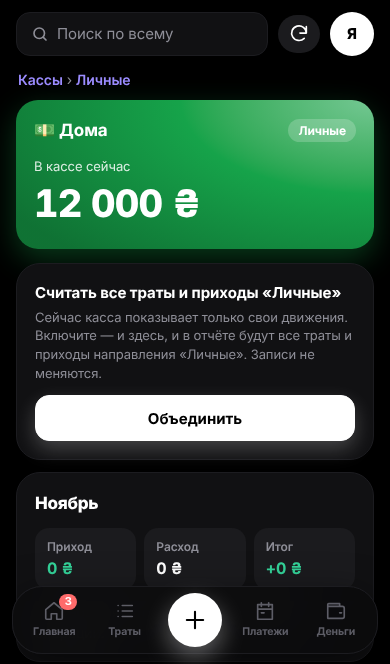 Поиск по всему
Я
Кассы › Личные
💵 Дома
Личные
В кассе сейчас
12 000 ₴
Считать все траты и приходы «Личные»
Сейчас касса показывает только свои движения.
Включите — и здесь, и в отчёте будут все траты и
приходы направления «Личные». Записи не
меняются.
Объединить
Ноябрь
Приход
0 ₴
Расход
0 ₴
Итог
+0 ₴
3
Главная
Траты
Платежи
Деньги